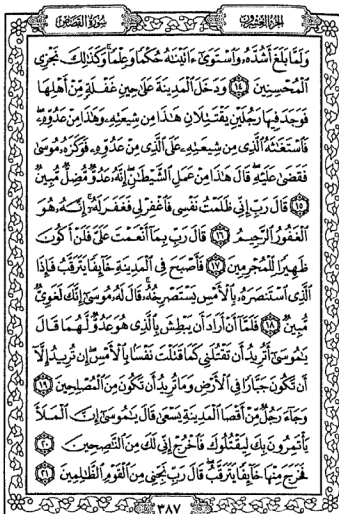 سورة القصص
الجزء العشرون
وَلَمَّا بَلَغَ أَشُدَّهُۥ وَٱسْتَوَىٰٓ ءَاتَيْنَٰهُ حُكْمًا وَعِلْمًا ۚ وَكَذَٰلِكَ نَجْزِى
ٱلْمُحْسِنِينَ ١٤ وَدَخَلَ ٱلْمَدِينَةَ عَلَىٰ حِينِ غَفْلَةٍ مِّنْ أَهْلِهَا
فَوَجَدَ فِيهَا رَجُلَيْنِ يَقْتَتِلَانِ هَٰذَا مِن شِيعَتِهِۦ وَهَٰذَا مِنْ عَدُوِّهِۦ ۖ
فَٱسْتَغَٰثَهُ ٱلَّذِى مِن شِيعَتِهِۦ عَلَى ٱلَّذِى مِنْ عَدُوِّهِۦ فَوَكَزَهُۥ مُوسَىٰ
فَقَضَىٰ عَلَيْهِ ۖ قَالَ هَٰذَا مِنْ عَمَلِ ٱلشَّيْطَٰنِ ۖ إِنَّهُۥ عَدُوٌّ مُّضِلٌّ مُّبِينٌ
١٥ قَالَ رَبِّ إِنِّى ظَلَمْتُ نَفْسِى فَٱغْفِرْ لِى فَغَفَرَ لَهُۥٓ ۚ إِنَّهُۥ هُوَ
ٱلْغَفُورُ ٱلرَّحِيمُ ١٦ قَالَ رَبِّ بِمَآ أَنْعَمْتَ عَلَىَّ فَلَنْ أَكُونَ
ظَهِيرًا لِّلْمُجْرِمِينَ ١٧ فَأَصْبَحَ فِى ٱلْمَدِينَةِ خَآئِفًا يَتَرَقَّبُ فَإِذَا
ٱلَّذِى ٱسْتَنصَرَهُۥ بِٱلْأَمْسِ يَسْتَصْرِخُهُۥ ۚ قَالَ لَهُۥ مُوسَىٰٓ إِنَّكَ لَغَوِىٌّ
مُّبِينٌ ١٨ فَلَمَّآ أَنْ أَرَادَ أَن يَبْطِشَ بِٱلَّذِى هُوَ عَدُوٌّ لَّهُمَا قَالَ
يَٰمُوسَىٰٓ أَتُرِيدُ أَن تَقْتُلَنِى كَمَا قَتَلْتَ نَفْسًۢا بِٱلْأَمْسِ ۖ إِن تُرِيدُ إِلَّآ
أَن تَكُونَ جَبَّارًا فِى ٱلْأَرْضِ وَمَا تُرِيدُ أَن تَكُونَ مِنَ ٱلْمُصْلِحِينَ ١٩
وَجَآءَ رَجُلٌ مِّنْ أَقْصَا ٱلْمَدِينَةِ يَسْعَىٰ قَالَ يَٰمُوسَىٰٓ إِنَّ ٱلْمَلَأَ
يَأْتَمِرُونَ بِكَ لِيَقْتُلُوكَ فَٱخْرُجْ إِنِّى لَكَ مِنَ ٱلنَّٰصِحِينَ ٢٠
فَخَرَجَ مِنْهَا خَآئِفًا يَتَرَقَّبُ ۖ قَالَ رَبِّ نَجِّنِى مِنَ ٱلْقَوْمِ ٱلظَّٰلِمِينَ ٢١
٣٨٧